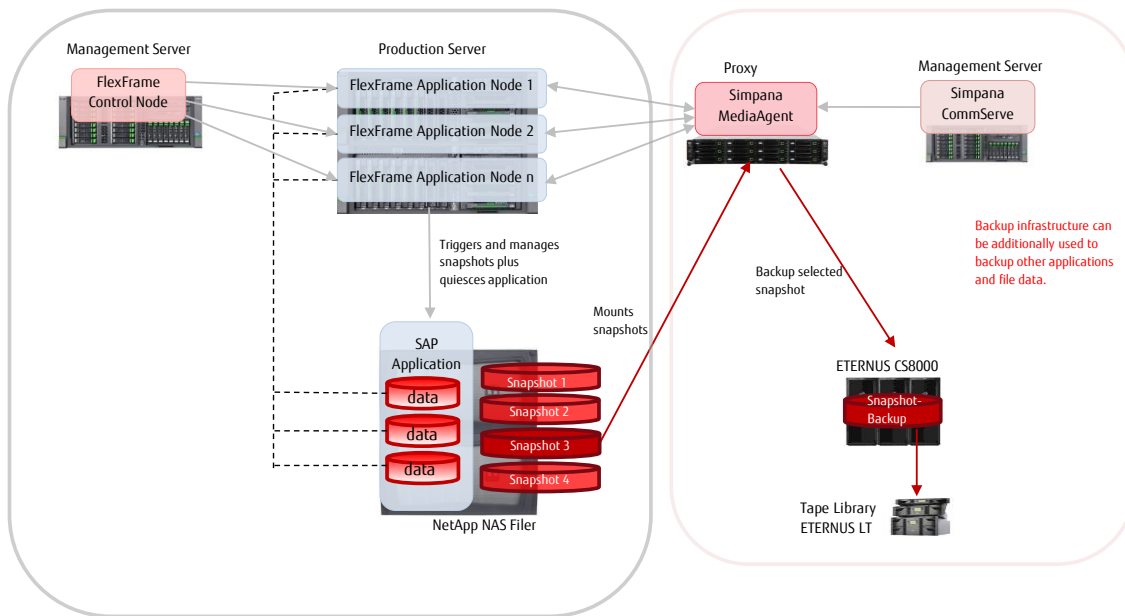 Management Server
FlexFrame
Control Node
Production Server
FlexFrame Application Node 1
FlexFrame Application Node 2
FlexFrame Application Node n
Triggers and manages
snapshots plus
quiesces application
SAP
Application
data
data
data
Snapshot 1
Snapshot 2
Snapshot 3
Snapshot 4
NetApp NAS Filer
Mounts
snapshots
Proxy
Simpana
MediaAgent
Management Server
Simpana
CommServe
Backup infrastructure can
be additionally used to
backup other applications
and file data.
Backup selected
snapshot
ETERNUS CS8000
Snapshot-
Backup
Tape Library
ETERNUS LT